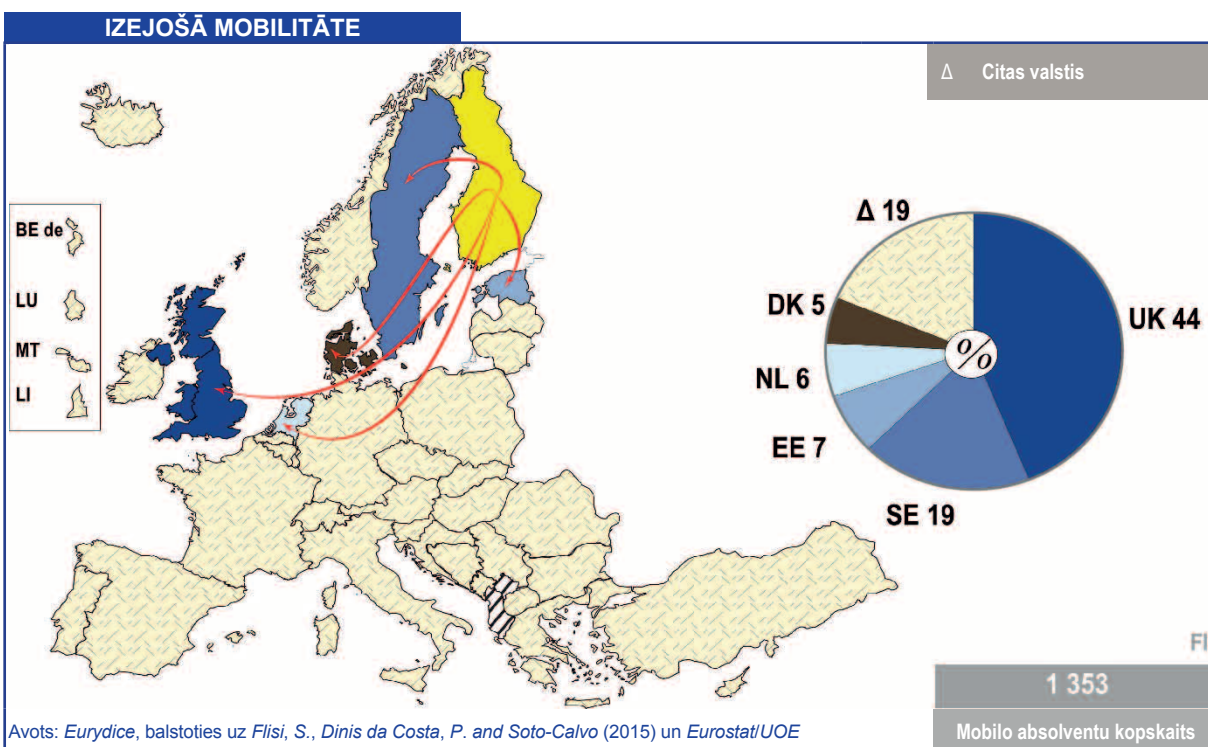 IZEJOŠĀ MOBILITĀTE
Δ Citas valstis
BE de
LU
MT
LI
Δ 19
DK 5
UK 44
%
NL 6
EE 7
SE 19
FI
1 353
Mobilo absolventu kopskaits
Avots: Eurydice, balstoties uz Flisi, S., Dinis da Costa, P. and Soto-Calvo (2015) un Eurostat/UOE